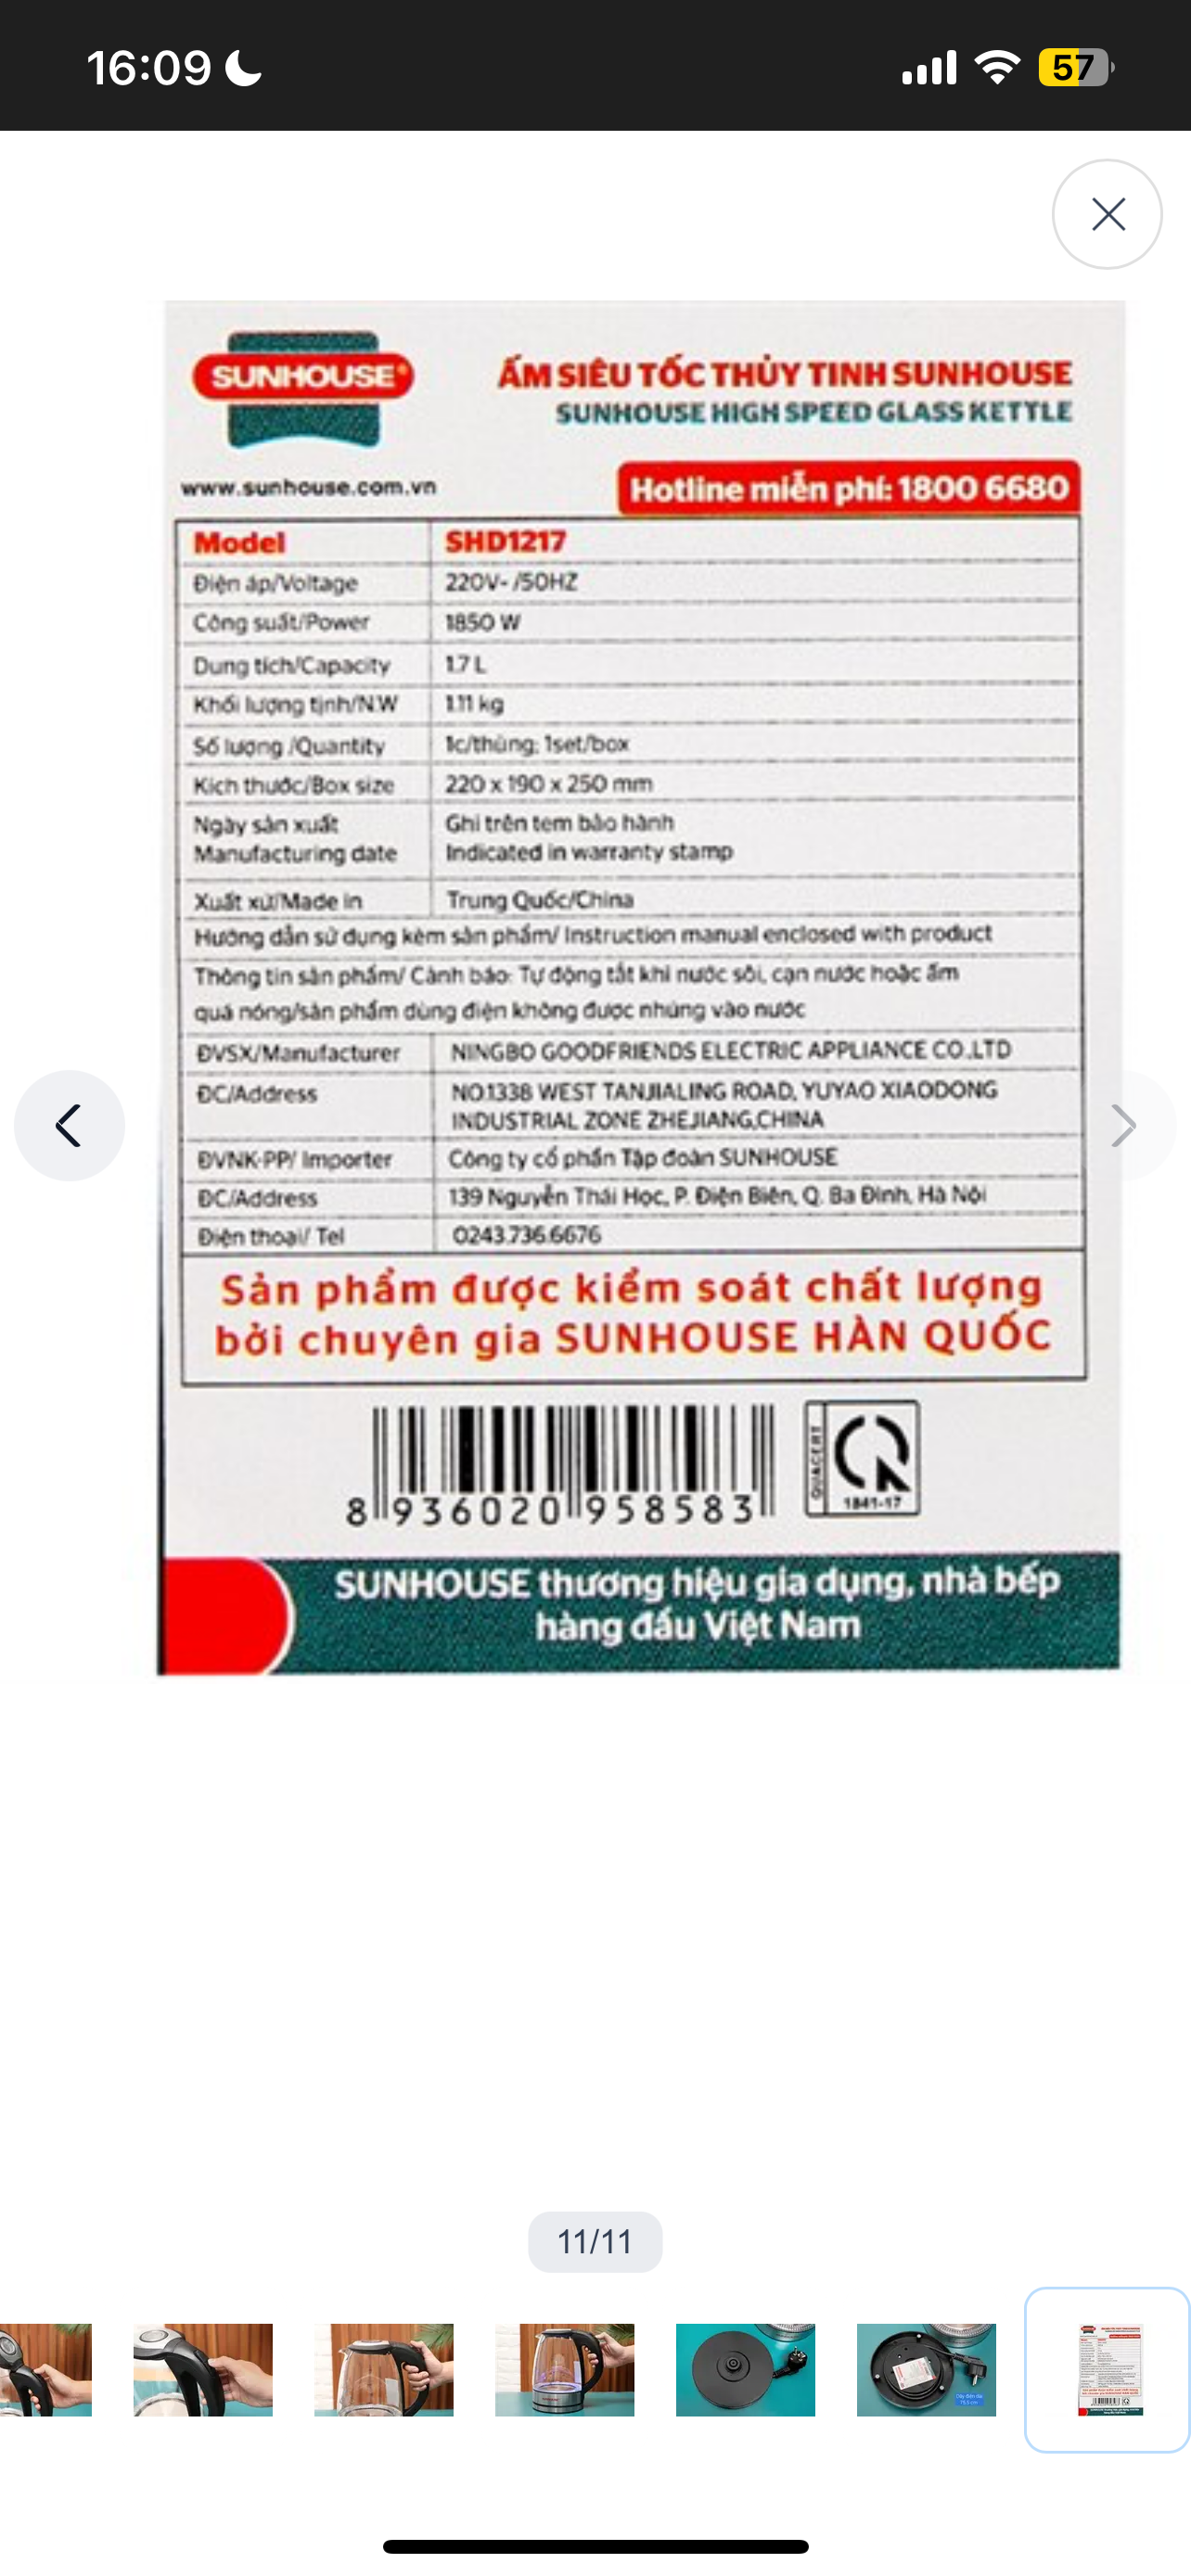 16:09
57
SUNHOUSE®
ẤM SIÊU TỐC THỦY TINH SUNHOUSE
SUNHOUSE HIGH SPEED GLASS KETTLE
www.sunhouse.com.vn
Hotline miễn phí: 1800 6680
Model SHD1217
Điện áp/Voltage 220V- /50HZ
Công suất/Power 1850 W
Dung tích/Capacity 1.7 L
Khối lượng tịnh/N.W 1.11 kg
Số lượng /Quantity 1c/thùng; 1set/box
Kích thước/Box size 220 x 190 x 250 mm
Ngày sản xuất Ghi trên tem bảo hành
Manufacturing date Indicated in warranty stamp
Xuất xứ/Made in Trung Quốc/China
Hướng dẫn sử dụng kèm sản phẩm/ Instruction manual enclosed with product
Thông tin sản phẩm/ Cảnh báo: Tự động tắt khi nước sôi, cạn nước hoặc ấm
quá nóng/sản phẩm dùng điện không được nhúng vào nước
ĐVSX/Manufacturer NINGBO GOODFRIENDS ELECTRIC APPLIANCE CO.,LTD
ĐC/Address NO.1338 WEST TANJIALING ROAD, YUYAO XIAODONG
INDUSTRIAL ZONE ZHEJIANG,CHINA
ĐVNK-PP/ Importer Công ty cổ phần Tập đoàn SUNHOUSE
ĐC/Address 139 Nguyễn Thái Học, P. Điện Biên, Q. Ba Đình, Hà Nội
Điện thoại/ Tel 0243.736.6676
Sản phẩm được kiểm soát chất lượng
bởi chuyên gia SUNHOUSE HÀN QUỐC
8 936020 958583
QUACERT
1841-17
SUNHOUSE thương hiệu gia dụng, nhà bếp
hàng đầu Việt Nam
11/11